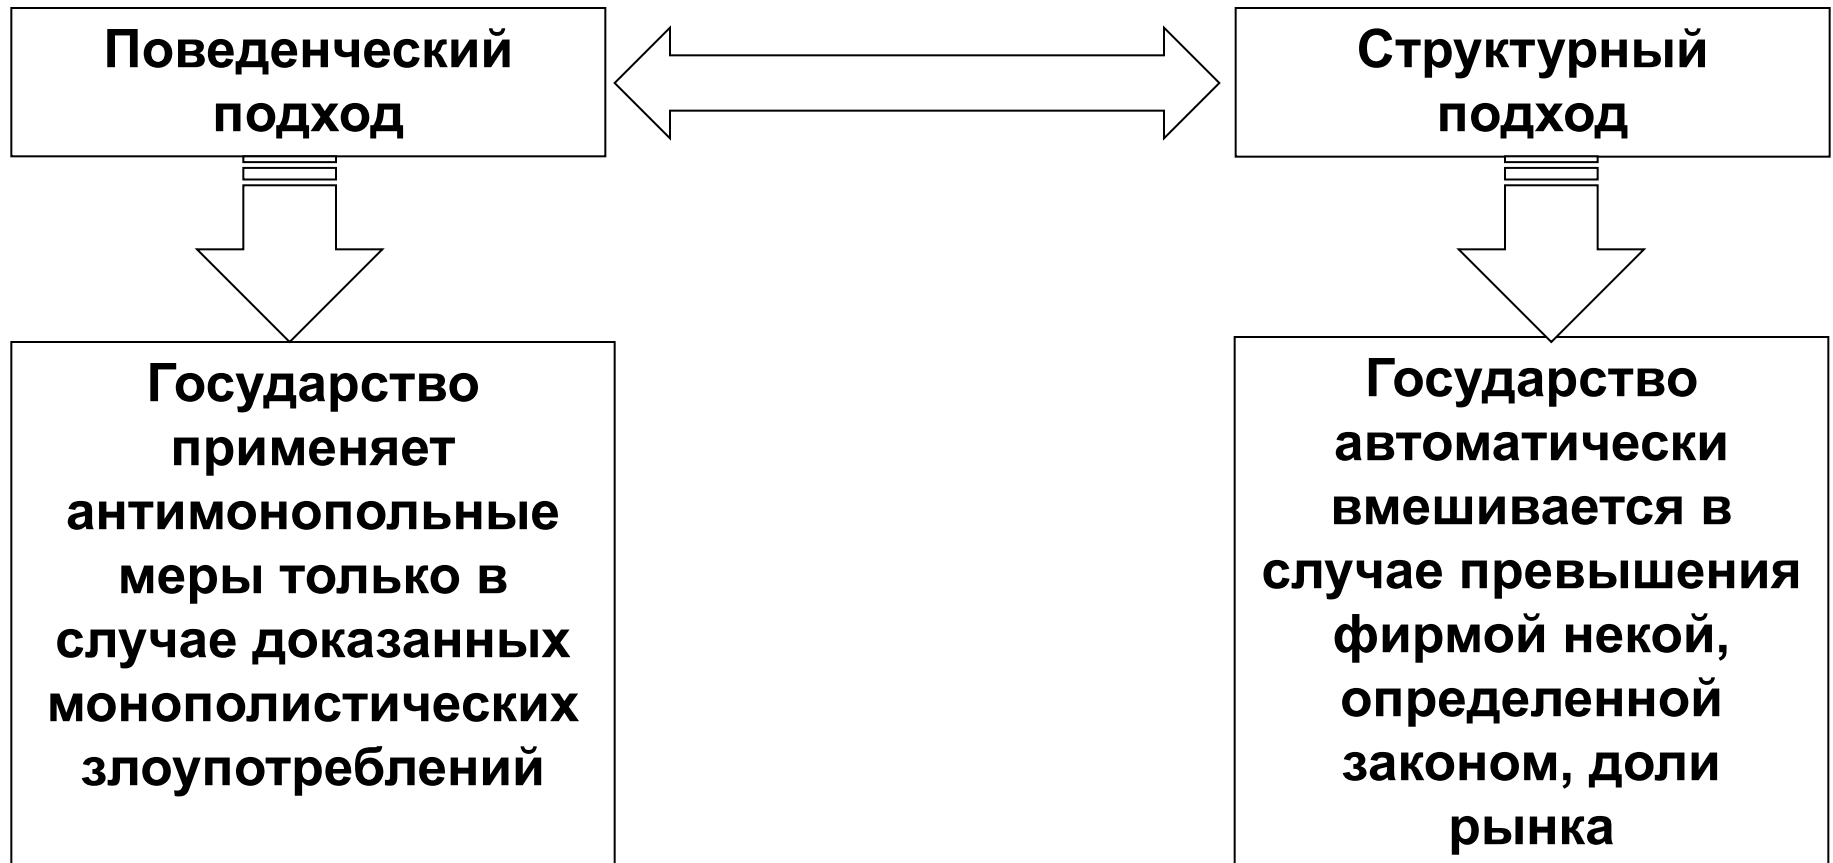 Поведенческий
подход
Структурный
подход
Государство
применяет
антимонопольные
меры только в
случае доказанных
монополистических
злоупотреблений
Государство
автоматически
вмешивается в
случае превышения
фирмой некой,
определенной
законом, доли
рынка